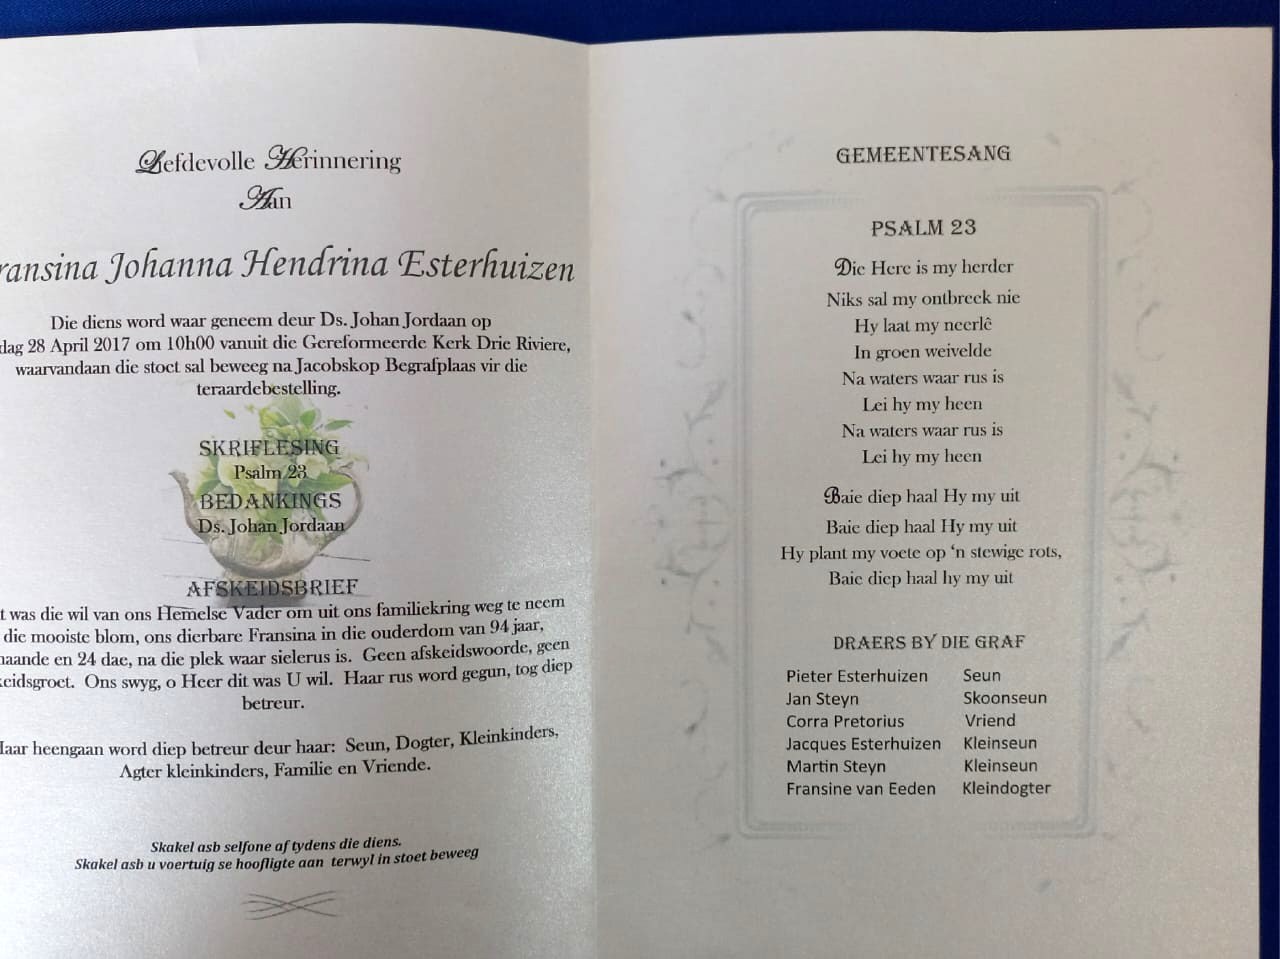 Liefdevolle Herinnering
Aan
ransina Johanna Hendrina Esterhuizen
Die diens word waar geneem deur Ds. Johan Jordaan op
dag 28 April 2017 om 10h00 vanuit die Gereformeerde Kerk Drie Riviere,
waarvandaan die stoet sal beweeg na Jacobskop Begrafplaas vir die
teraardebestelling.
SKRIFLESING
Psalm 23
BEDANKINGS
Ds. Johan Jordaan
AFSKEIDSBRIEF
t was die wil van ons Hemelse Vader om uit ons familiekring weg te neem
die mooiste blom, ons dierbare Fransina in die ouderdom van 94 jaar,
naande en 24 dae, na die plek waar sielerus is. Geen afskeidswoorde, geen
keidsgroet. Ons swyg, o Heer dit was U wil. Haar rus word gegun, tog diep
betreur.
Haar heengaan word diep betreur deur haar: Seun, Dogter, Kleinkinders,
Agter kleinkinders, Familie en Vriende.
Skakel asb selfone af tydens die diens.
Skakel asb u voertuig se hoofligte aan terwyl in stoet beweeg
GEMEENTESANG
PSALM 23
Die Here is my herder
Niks sal my ontbreek nie
Hy laat my neerlê
In groen weivelde
Na waters waar rus is
Lei hy my heen
Na waters waar rus is
Lei hy my heen
Baie diep haal Hy my uit
Baie diep haal Hy my uit
Hy plant my voete op ‘n stewige rots,
Baie diep haal hy my uit
DRAERS BY DIE GRAF
Pieter Esterhuizen Seun
Jan Steyn Skoonseun
Corra Pretorius Vriend
Jacques Esterhuizen Kleinseun
Martin Steyn Kleinseun
Fransine van Eeden Kleindogter